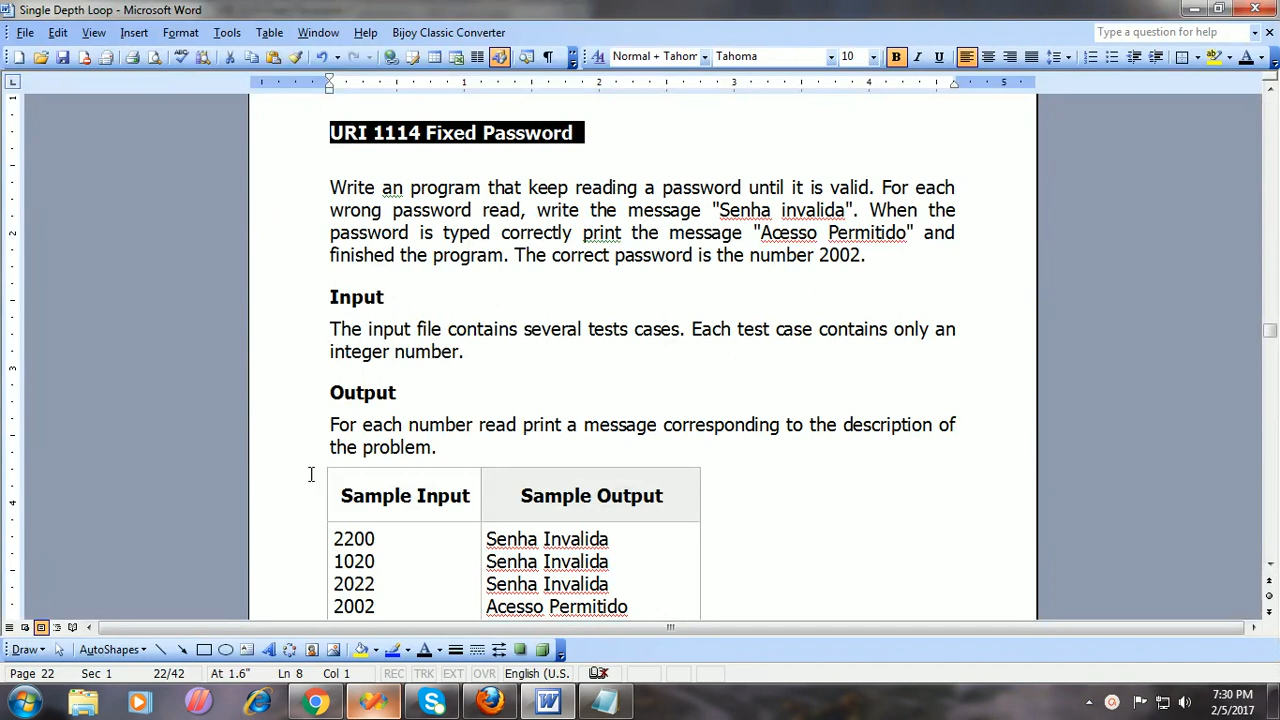 Single Depth Loop - Microsoft Word
File Edit View Insert Format Tools Table Window Help Bijoy Classic Converter
Type a question for help
Normal + Tahom Tahoma 10 B I U
1 2 3 4 5
URI 1114 Fixed Password
Write an program that keep reading a password until it is valid. For each
wrong password read, write the message "Senha invalida". When the
password is typed correctly print the message "Acesso Permitido" and
finished the program. The correct password is the number 2002.
Input
The input file contains several tests cases. Each test case contains only an
integer number.
Output
For each number read print a message corresponding to the description of
the problem.
Sample Input Sample Output
2200 Senha Invalida
1020 Senha Invalida
2022 Senha Invalida
2002 Acesso Permitido
Draw AutoShapes
Page 22 Sec 1 22/42 At 1.6" Ln 8 Col 1 REC TRK EXT OVR English (U.S.
7:30 PM
2/5/2017